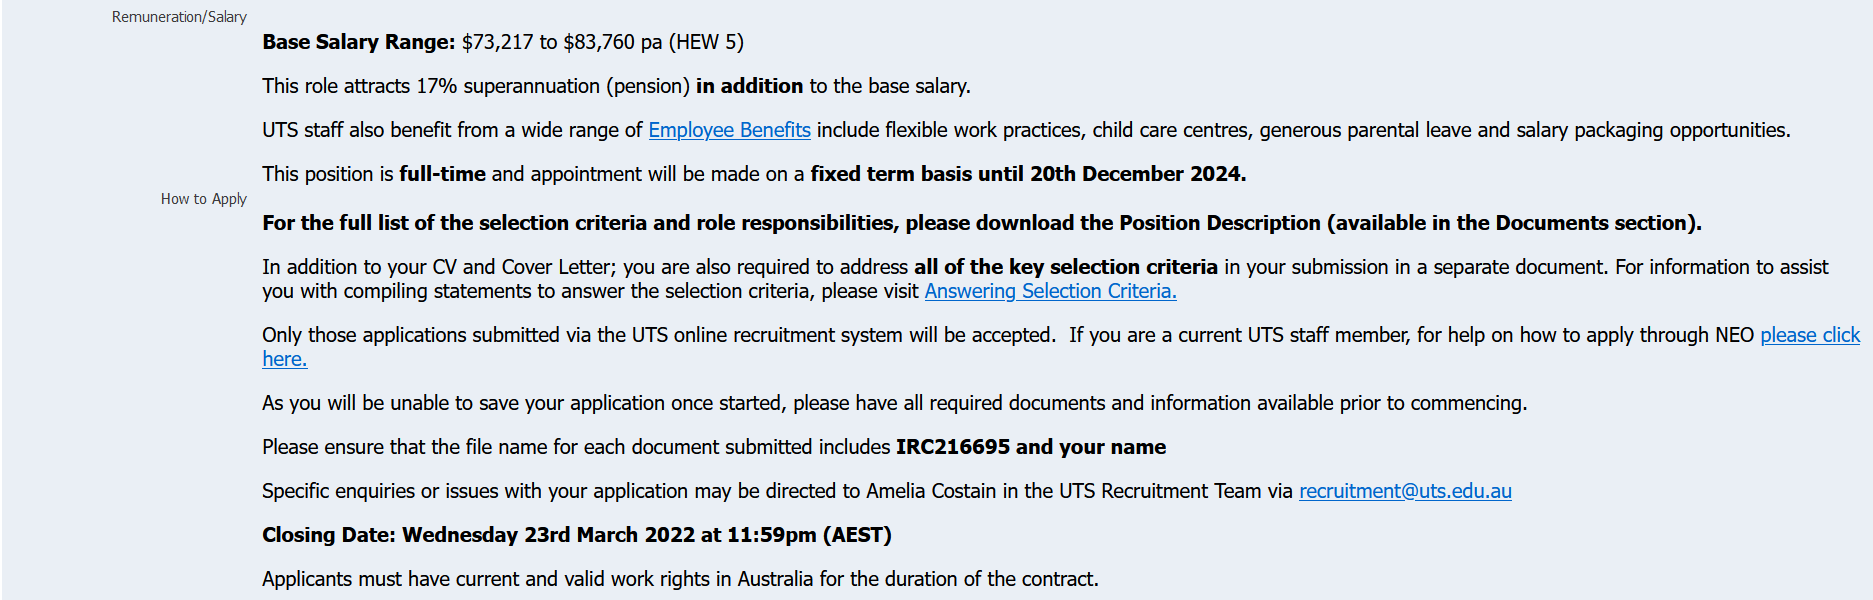 Remuneration/Salary
Base Salary Range: $73,217 to $83,760 pa (HEW 5)
This role attracts 17% superannuation (pension) in addition to the base salary.
UTS staff also benefit from a wide range of Employee Benefits include flexible work practices, child care centres, generous parental leave and salary packaging opportunities.
This position is full-time and appointment will be made on a fixed term basis until 20th December 2024.
How to Apply
For the full list of the selection criteria and role responsibilities, please download the Position Description (available in the Documents section).
In addition to your CV and Cover Letter; you are also required to address all of the key selection criteria in your submission in a separate document. For information to assist
you with compiling statements to answer the selection criteria, please visit Answering Selection Criteria.
Only those applications submitted via the UTS online recruitment system will be accepted.  If you are a current UTS staff member, for help on how to apply through NEO please click
here.
As you will be unable to save your application once started, please have all required documents and information available prior to commencing.
Please ensure that the file name for each document submitted includes IRC216695 and your name
Specific enquiries or issues with your application may be directed to Amelia Costain in the UTS Recruitment Team via recruitment@uts.edu.au
Closing Date: Wednesday 23rd March 2022 at 11:59pm (AEST)
Applicants must have current and valid work rights in Australia for the duration of the contract.